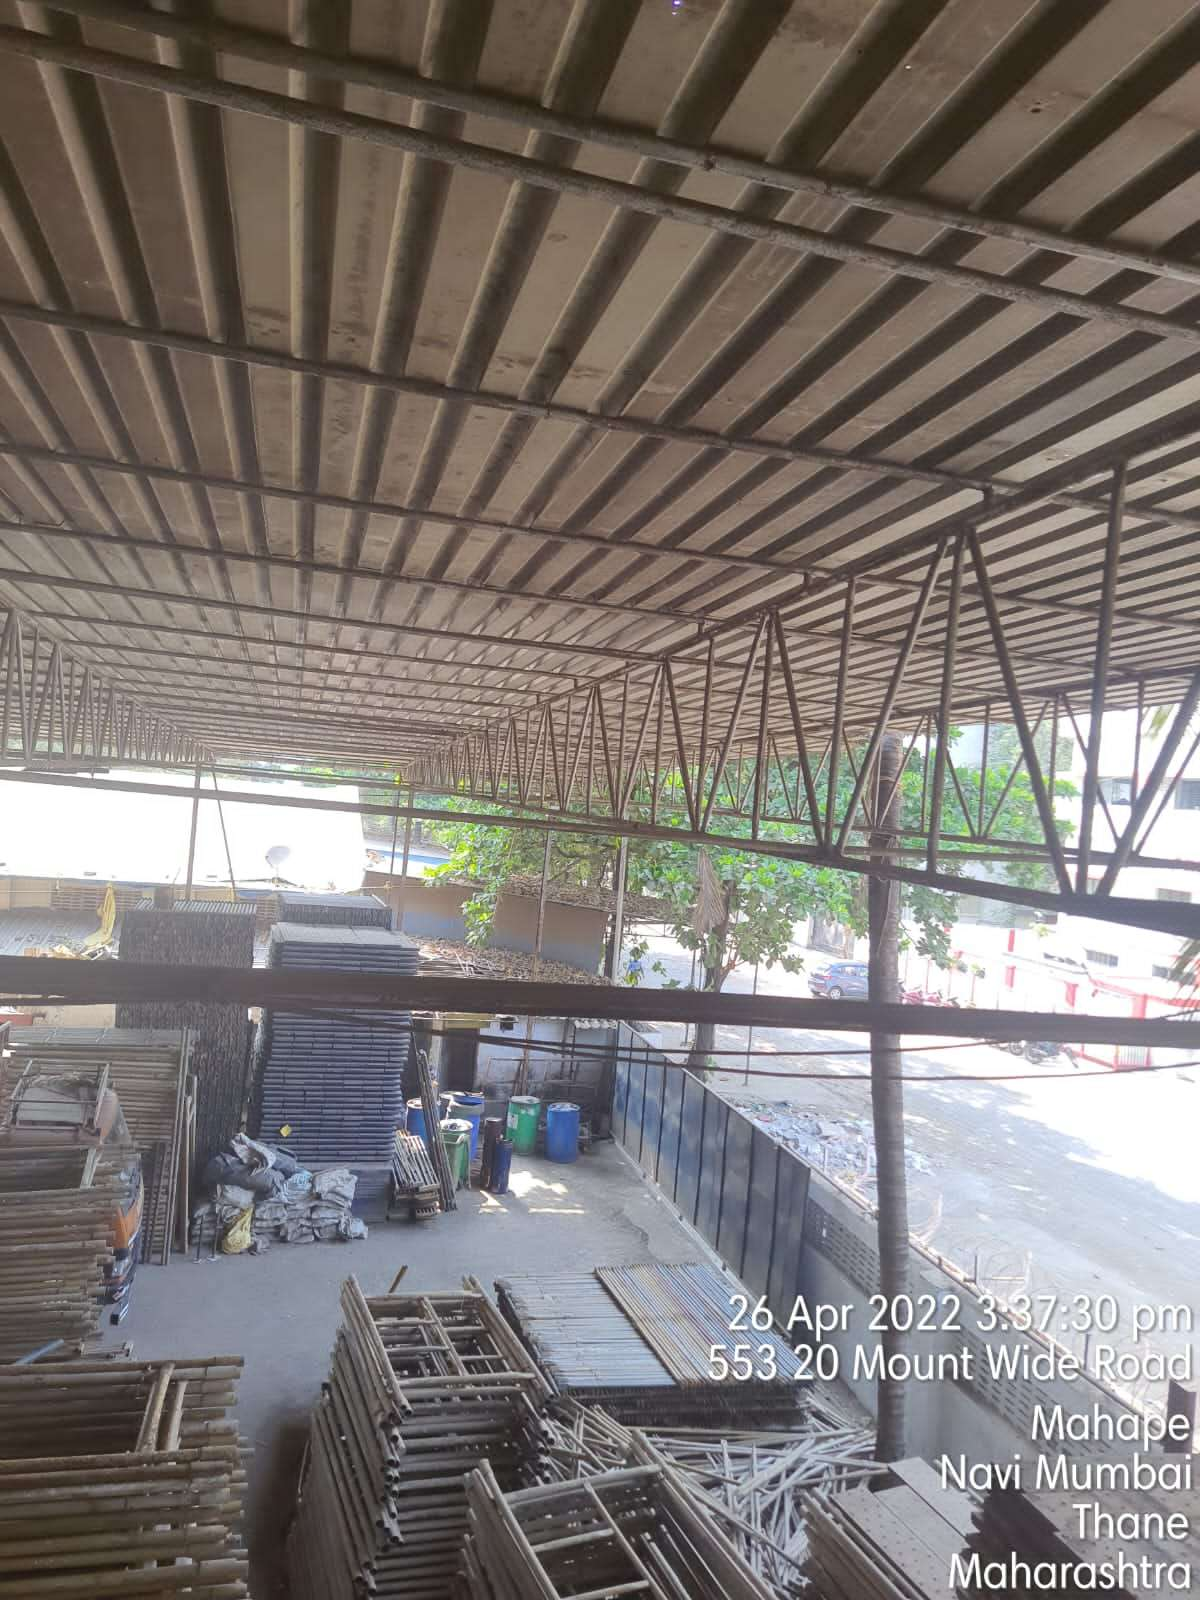 26 Apr 2022 3:37:30 pm
553 20 Mount Wide Road
Mahape
Navi Mumbai
Thane
Maharashtra